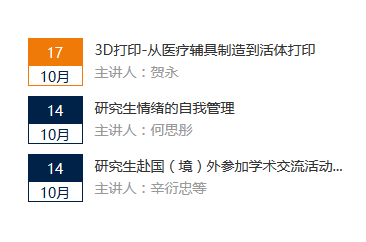 17
10月
3D打印-从医疗辅具制造到活体打印
主讲人：贺永
14
10月
研究生情绪的自我管理
主讲人：何思彤
14
10月
研究生赴国（境）外参加学术交流活动...
主讲人：辛衍忠等